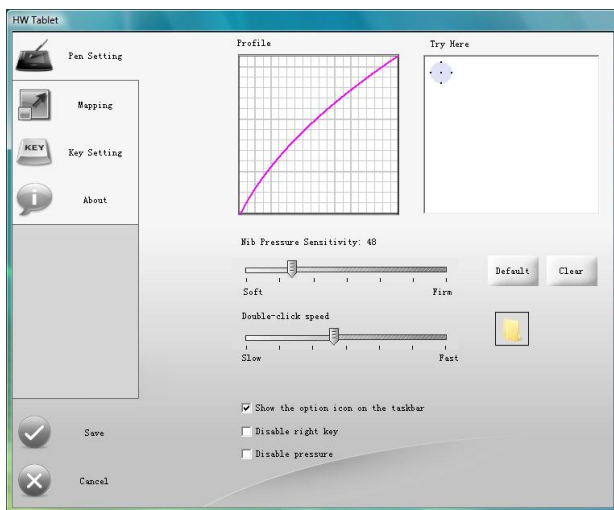 HW Tablet
Pen Setting
Mapping
KEY
Key Setting
i
About
Save
Cancel
Profile
Try Here
Nib Pressure Sensitivity: 48
Soft
Firm
Default
Clear
Double-click speed
Slow
Fast
Show the option icon on the taskbar
Disable right key
Disable pressure